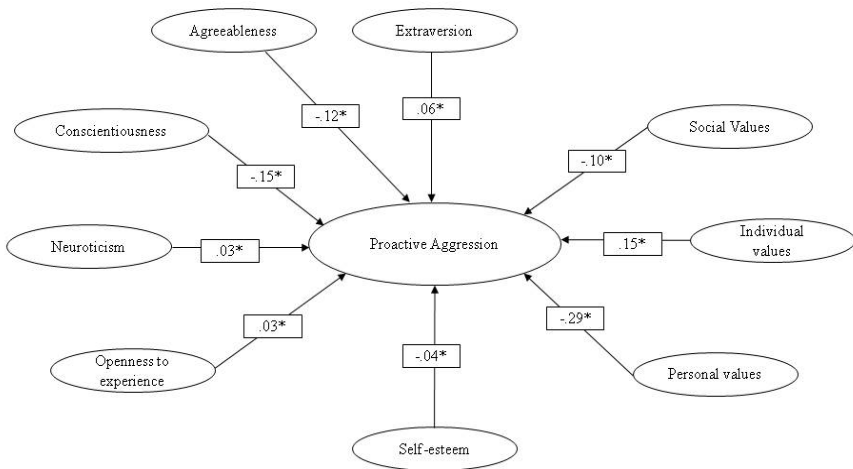 Agreeableness
Extraversion
-.12*
.06*
Conscientiousness
Social Values
-.15*
-.10*
Neuroticism
.03*
Proactive Aggression
.15*
Individual
values
.03*
-.29*
Openness to
experience
-.04*
Personal values
Self-esteem